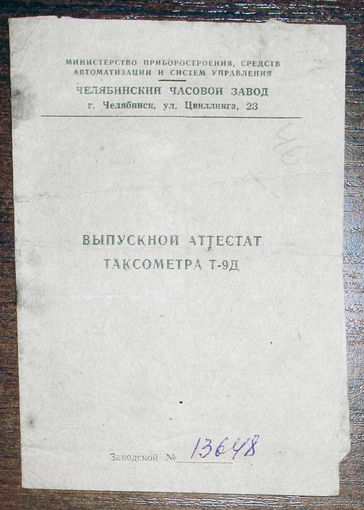 МИНИСТЕРСТВО ПРИБОРОСТРОЕНИЯ, СРЕДСТВ
АВТОМАТИЗАЦИИ И СИСТЕМ УПРАВЛЕНИЯ
ЧЕЛЯБИНСКИЙ ЧАСОВОЙ ЗАВОД
г. Челябинск, ул. Цвиллинга, 23
ВЫПУСКНОЙ АТТЕСТАТ
ТАКСОМЕТРА Т-9Д
Заводской № 13648